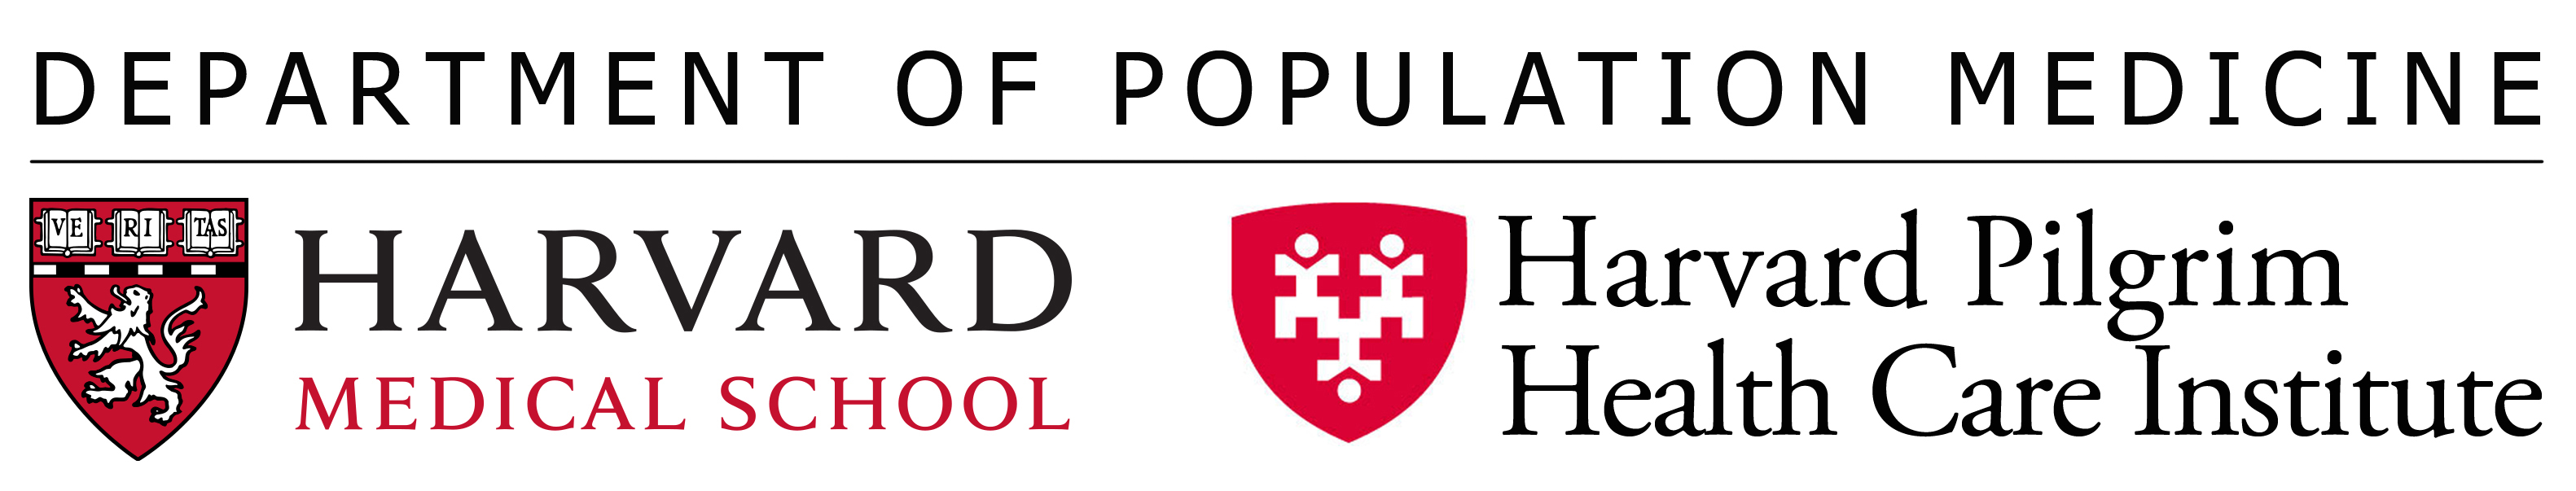 DEPARTMENT OF POPULATION MEDICINE
VE RI TAS
HARVARD
MEDICAL SCHOOL
Harvard Pilgrim
Health Care Institute